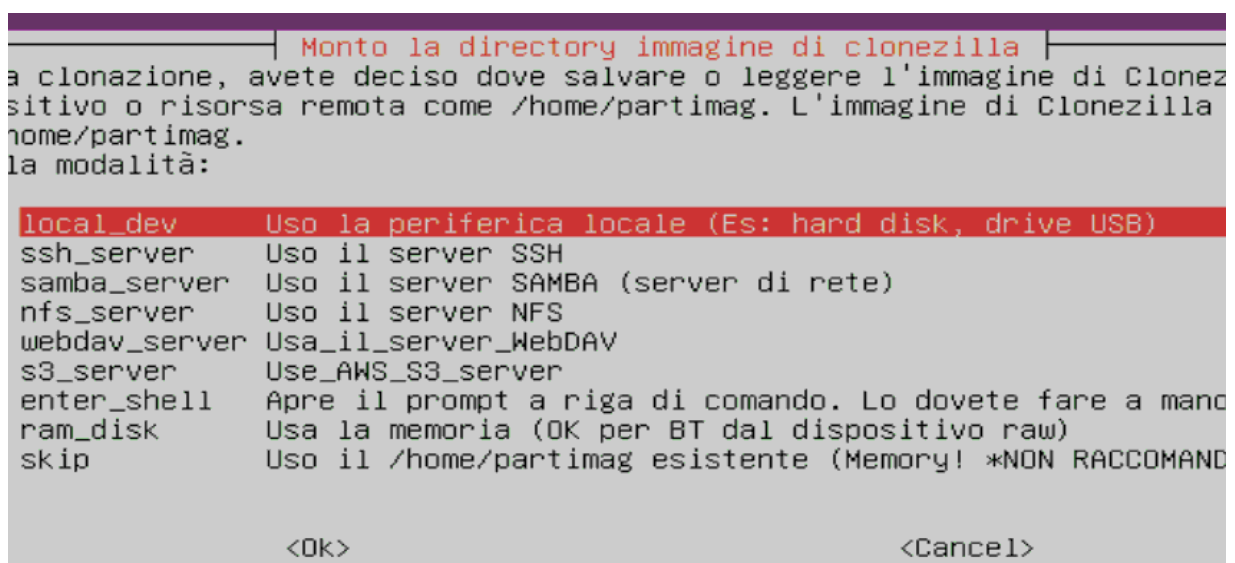 Monto la directory immagine di clonezilla
a clonazione, avete deciso dove salvare o leggere l'immagine di Clonez
sitivo o risorsa remota come /home/partimag. L'immagine di Clonezilla
home/partimag.
la modalità:
local_dev Uso la periferica locale (Es: hard disk, drive USB)
ssh_server Uso il server SSH
samba_server Uso il server SAMBA (server di rete)
nfs_server Uso il server NFS
webdav_server Usa_il_server_WebDAV
s3_server Use_AWS_S3_server
enter_shell Apre il prompt a riga di comando. Lo dovete fare a mano
ram_disk Usa la memoria (OK per BT dal dispositivo raw)
skip Uso il /home/partimag esistente (Memory! *NON RACCOMAND
<Ok> <Cancel>